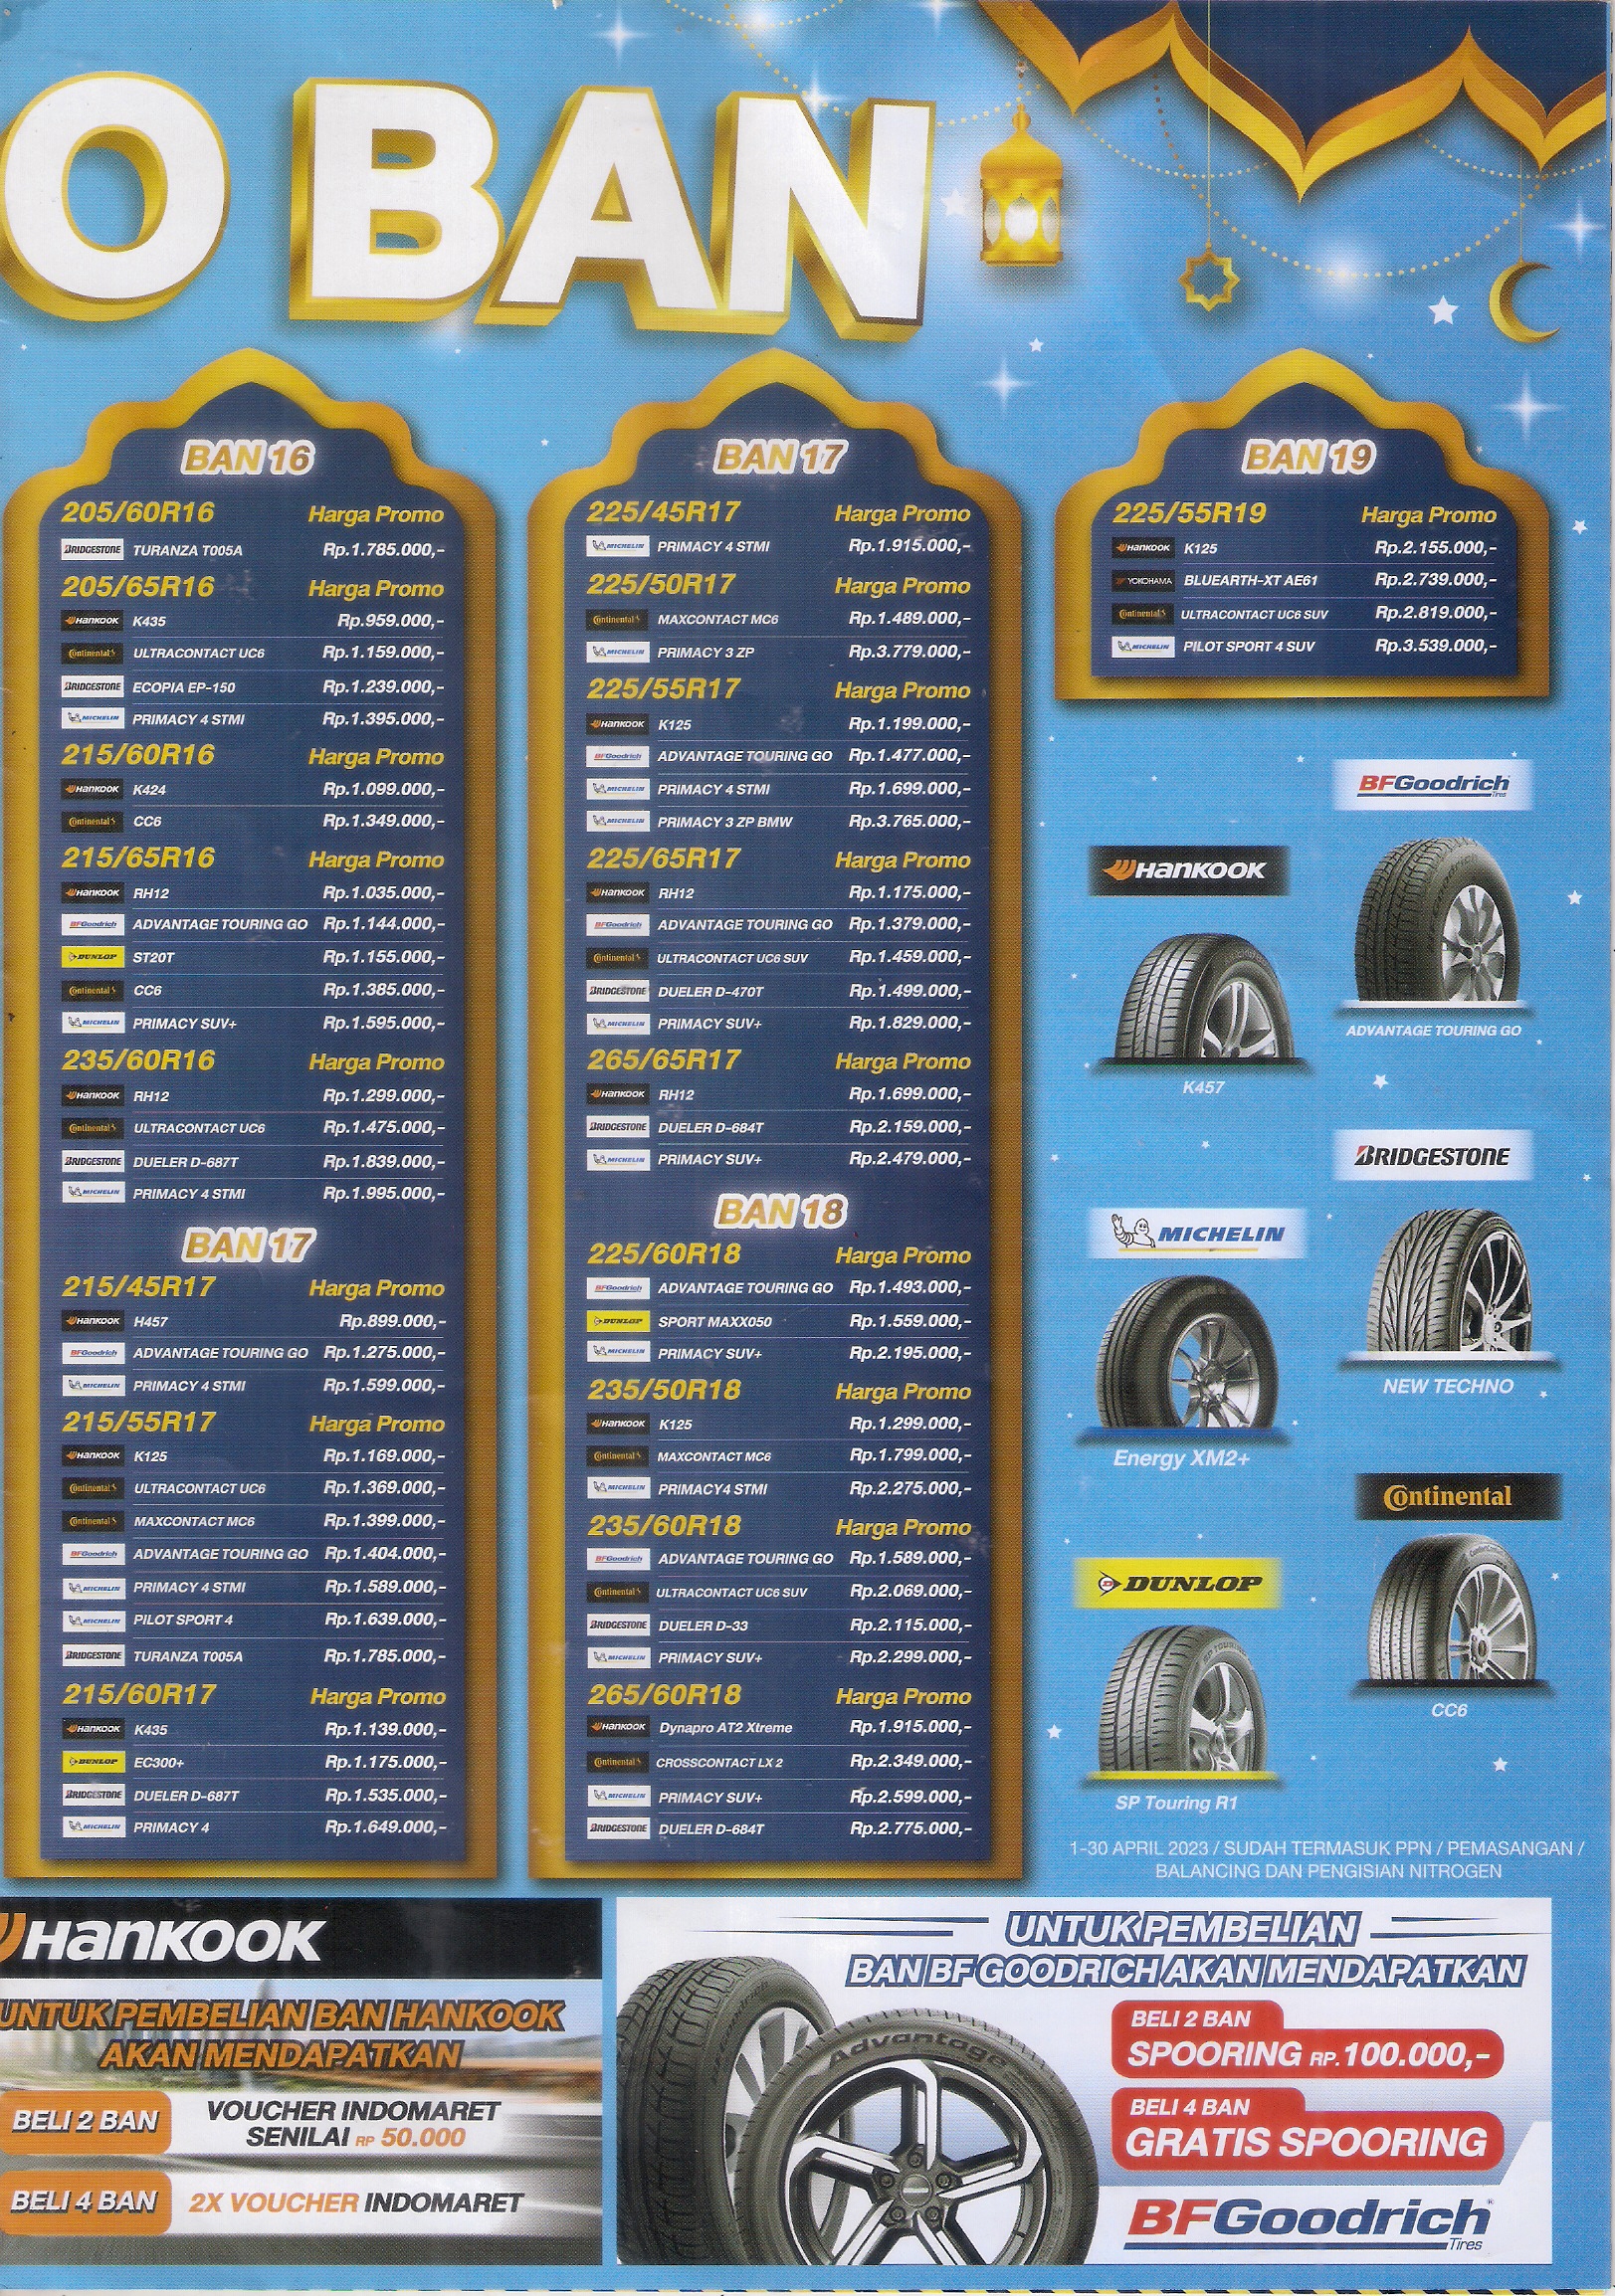 O BAN
BAN 16
205/60R16 Harga Promo
BRIDGESTONE TURANZA T005A Rp.1.785.000,-
205/65R16 Harga Promo
HANKOOK K435 Rp.959.000,-
Continental ULTRACONTACT UC6 Rp.1.159.000,-
BRIDGESTONE ECOPIA EP-150 Rp.1.239.000,-
MICHELIN PRIMACY 4 STMI Rp.1.395.000,-
215/60R16 Harga Promo
HANKOOK K424 Rp.1.099.000,-
Continental CC6 Rp.1.349.000,-
215/65R16 Harga Promo
HANKOOK RH12 Rp.1.035.000,-
BFGoodrich ADVANTAGE TOURING GO Rp.1.144.000,-
DUNLOP ST20T Rp.1.155.000,-
Continental CC6 Rp.1.385.000,-
MICHELIN PRIMACY SUV+ Rp.1.595.000,-
235/60R16 Harga Promo
HANKOOK RH12 Rp.1.299.000,-
Continental ULTRACONTACT UC6 Rp.1.475.000,-
BRIDGESTONE DUELER D-687T Rp.1.839.000,-
MICHELIN PRIMACY 4 STMI Rp.1.995.000,-
BAN 17
215/45R17 Harga Promo
HANKOOK H457 Rp.899.000,-
BFGoodrich ADVANTAGE TOURING GO Rp.1.275.000,-
MICHELIN PRIMACY 4 STMI Rp.1.599.000,-
215/55R17 Harga Promo
HANKOOK K125 Rp.1.169.000,-
Continental ULTRACONTACT UC6 Rp.1.369.000,-
Continental MAXCONTACT MC6 Rp.1.399.000,-
BFGoodrich ADVANTAGE TOURING GO Rp.1.404.000,-
MICHELIN PRIMACY 4 STMI Rp.1.589.000,-
MICHELIN PILOT SPORT 4 Rp.1.639.000,-
BRIDGESTONE TURANZA T005A Rp.1.785.000,-
215/60R17 Harga Promo
HANKOOK K435 Rp.1.139.000,-
DUNLOP EC300+ Rp.1.175.000,-
BRIDGESTONE DUELER D-687T Rp.1.535.000,-
MICHELIN PRIMACY 4 Rp.1.649.000,-
BAN 17
225/45R17 Harga Promo
MICHELIN PRIMACY 4 STMI Rp.1.915.000,-
225/50R17 Harga Promo
Continental MAXCONTACT MC6 Rp.1.489.000,-
MICHELIN PRIMACY 3 ZP Rp.3.779.000,-
225/55R17 Harga Promo
HANKOOK K125 Rp.1.199.000,-
BFGoodrich ADVANTAGE TOURING GO Rp.1.477.000,-
MICHELIN PRIMACY 4 STMI Rp.1.699.000,-
MICHELIN PRIMACY 3 ZP BMW Rp.3.765.000,-
225/65R17 Harga Promo
HANKOOK RH12 Rp.1.175.000,-
BFGoodrich ADVANTAGE TOURING GO Rp.1.379.000,-
Continental ULTRACONTACT UC6 SUV Rp.1.459.000,-
BRIDGESTONE DUELER D-470T Rp.1.499.000,-
MICHELIN PRIMACY SUV+ Rp.1.829.000,-
265/65R17 Harga Promo
HANKOOK RH12 Rp.1.699.000,-
BRIDGESTONE DUELER D-684T Rp.2.159.000,-
MICHELIN PRIMACY SUV+ Rp.2.479.000,-
BAN 18
225/60R18 Harga Promo
BFGoodrich ADVANTAGE TOURING GO Rp.1.493.000,-
DUNLOP SPORT MAXX050 Rp.1.559.000,-
MICHELIN PRIMACY SUV+ Rp.2.195.000,-
235/50R18 Harga Promo
HANKOOK K125 Rp.1.299.000,-
Continental MAXCONTACT MC6 Rp.1.799.000,-
MICHELIN PRIMACY4 STMI Rp.2.275.000,-
235/60R18 Harga Promo
BFGoodrich ADVANTAGE TOURING GO Rp.1.589.000,-
Continental ULTRACONTACT UC6 SUV Rp.2.069.000,-
BRIDGESTONE DUELER D-33 Rp.2.115.000,-
MICHELIN PRIMACY SUV+ Rp.2.299.000,-
265/60R18 Harga Promo
HANKOOK Dynapro AT2 Xtreme Rp.1.915.000,-
Continental CROSSCONTACT LX 2 Rp.2.349.000,-
MICHELIN PRIMACY SUV+ Rp.2.599.000,-
BRIDGESTONE DUELER D-684T Rp.2.775.000,-
BAN 19
225/55R19 Harga Promo
HANKOOK K125 Rp.2.155.000,-
YOKOHAMA BLUEARTH-XT AE61 Rp.2.739.000,-
Continental ULTRACONTACT UC6 SUV Rp.2.819.000,-
MICHELIN PILOT SPORT 4 SUV Rp.3.539.000,-
BFGoodrich Tires
HANKOOK
ADVANTAGE TOURING GO
K457
BRIDGESTONE
MICHELIN
NEW TECHNO
Energy XM2+
Continental
DUNLOP
CC6
SP Touring R1
1-30 APRIL 2023 / SUDAH TERMASUK PPN / PEMASANGAN /
BALANCING DAN PENGISIAN NITROGEN
HANKOOK
UNTUK PEMBELIAN BAN HANKOOK
AKAN MENDAPATKAN
BELI 2 BAN
VOUCHER INDOMARET
SENILAI RP 50.000
BELI 4 BAN
2X VOUCHER INDOMARET
UNTUK PEMBELIAN
BAN BF GOODRICH AKAN MENDAPATKAN
Advantage
BELI 2 BAN
SPOORING RP.100.000,-
BELI 4 BAN
GRATIS SPOORING
BFGoodrich
Tires